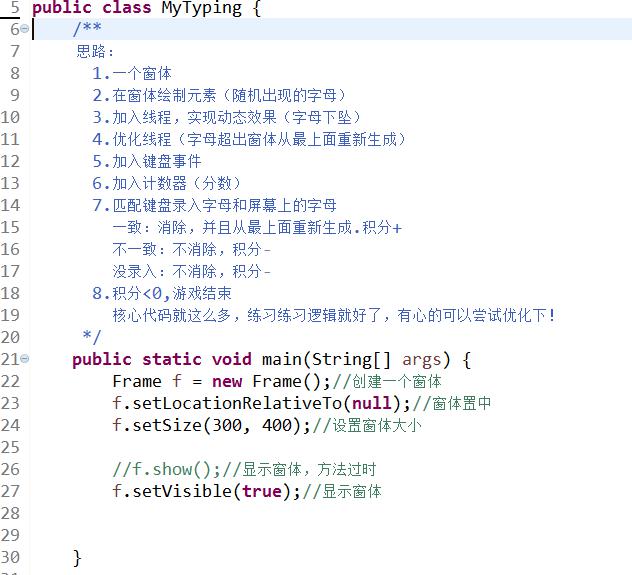 5 public class MyTyping {
6 /**
7 思路：
8 1.一个窗体
9 2.在窗体绘制元素（随机出现的字母）
10 3.加入线程，实现动态效果（字母下坠）
11 4.优化线程（字母超出窗体从最上面重新生成）
12 5.加入键盘事件
13 6.加入计数器（分数）
14 7.匹配键盘录入字母和屏幕上的字母
15 一致：消除，并且从最上面重新生成.积分+
16 不一致：不消除，积分-
17 没录入：不消除，积分-
18 8.积分<0,游戏结束
19 核心代码就这么多，练习练习逻辑就好了，有心的可以尝试优化下!
20 */
21 public static void main(String[] args) {
22 Frame f = new Frame();//创建一个窗体
23 f.setLocationRelativeTo(null);//窗体置中
24 f.setSize(300, 400);//设置窗体大小
25
26 //f.show();//显示窗体，方法过时
27 f.setVisible(true);//显示窗体
28
29
30 }